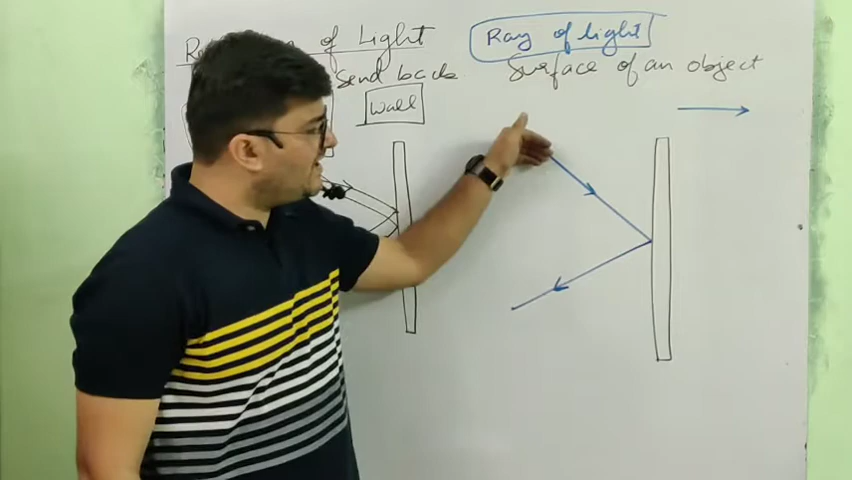 of Light
Send back.
Wall
Ray of light
Surface of an object